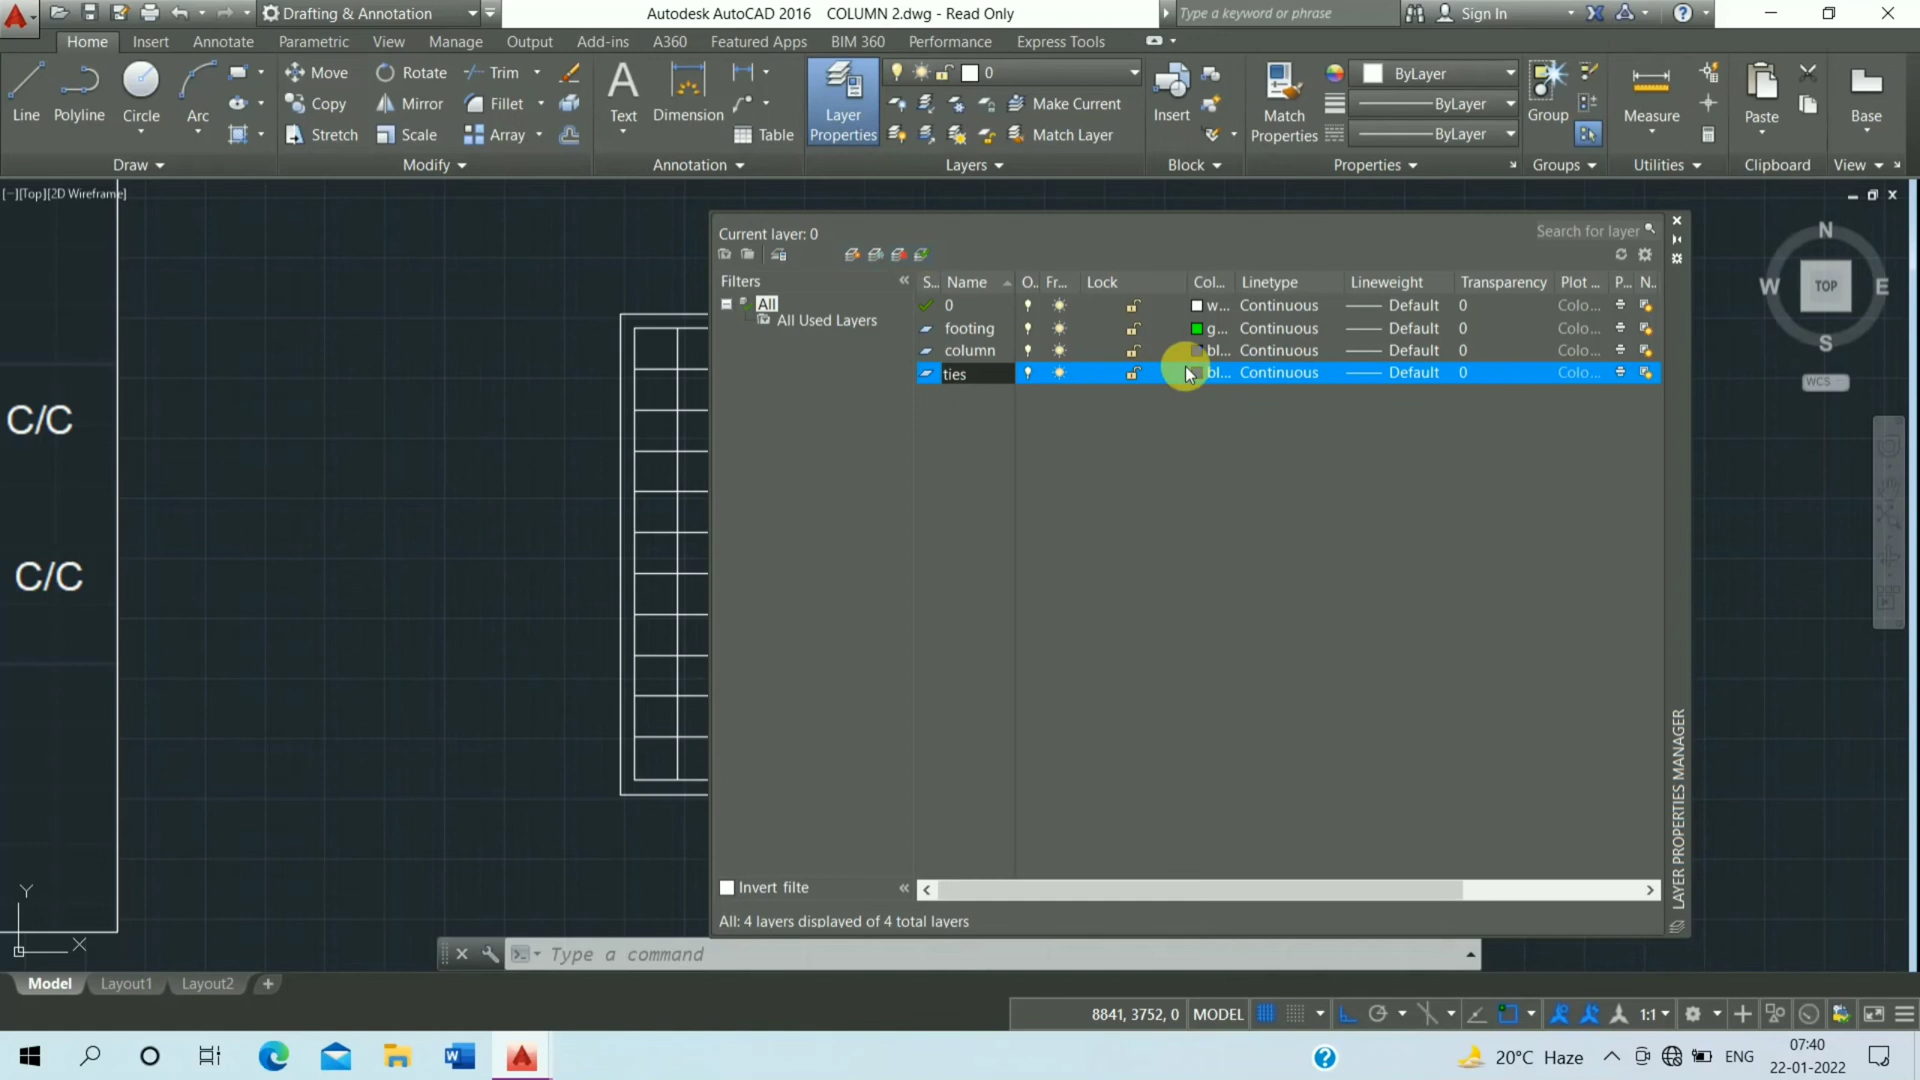 Drafting & Annotation
Autodesk AutoCAD 2016 COLUMN 2.dwg - Read Only
Type a keyword or phrase
Sign In
Home Insert Annotate Parametric View Manage Output Add-ins A360 Featured Apps BIM 360 Performance Express Tools
Line Polyline Circle Arc
Move Rotate Trim
Copy Mirror Fillet
Stretch Scale Array
Text Dimension Table
Layer Properties
0
Make Current
Match Layer
Insert
Match Properties
ByLayer
ByLayer
ByLayer
Group
Measure
Paste
Base
Draw Modify Annotation Layers Block Properties Groups Utilities Clipboard View
[−][Top][2D Wireframe]
Current layer: 0
Search for layer
Filters
S.. Name O. Fr... Lock Col... Linetype Lineweight Transparency Plot ... P... N..
All
All Used Layers
0 w... Continuous Default 0 Colo...
footing g... Continuous Default 0 Colo...
column bl... Continuous Default 0 Colo...
ties bl... Continuous Default 0 Colo...
Invert filte
All: 4 layers displayed of 4 total layers
LAYER PROPERTIES MANAGER
N
W TOP E
S
WCS
C/C
C/C
Y
X
Type a command
Model Layout1 Layout2 +
8841, 3752, 0 MODEL 1:1
20°C Haze
ENG
07:40
22-01-2022